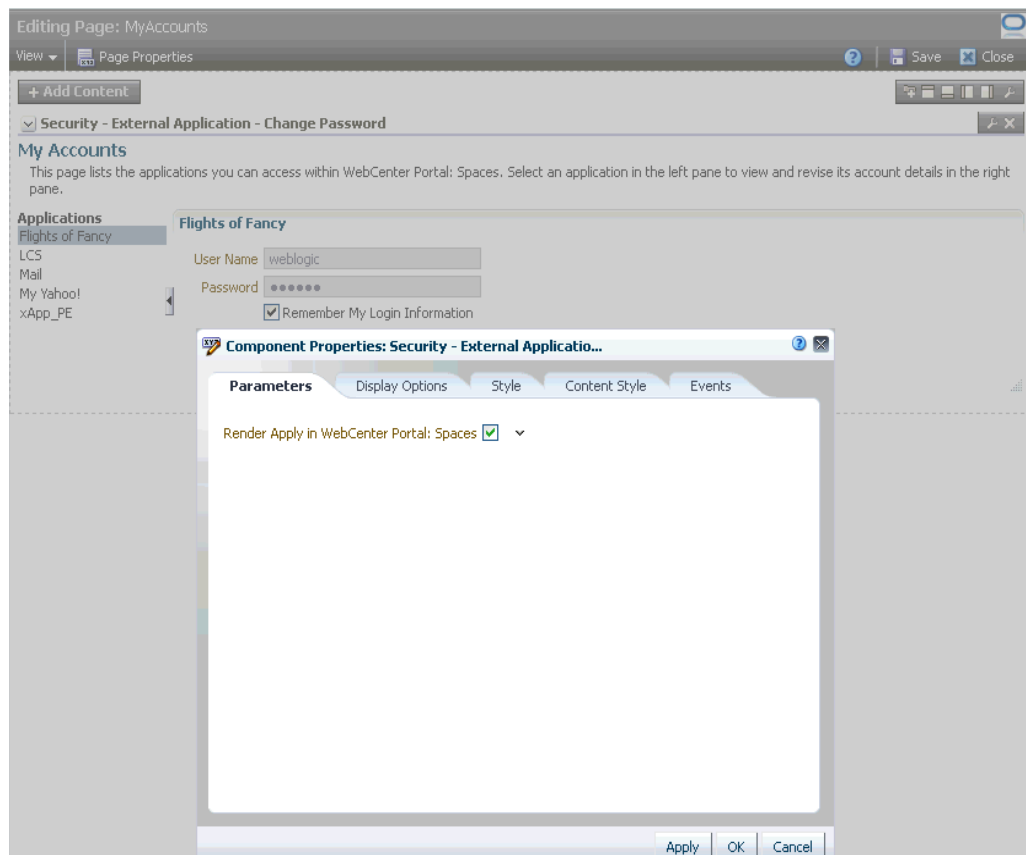 Editing Page: MyAccounts
View Page Properties Save Close
+ Add Content
Security - External Application - Change Password
My Accounts
This page lists the applications you can access within WebCenter Portal: Spaces. Select an application in the left pane to view and revise its account details in the right
pane.
Applications
Flights of Fancy
LCS
Mail
My Yahoo!
xApp_PE
Flights of Fancy
User Name weblogic
Password ●●●●●●
Remember My Login Information
Component Properties: Security - External Applicatio...
Parameters Display Options Style Content Style Events
Render Apply in WebCenter Portal: Spaces
Apply OK Cancel